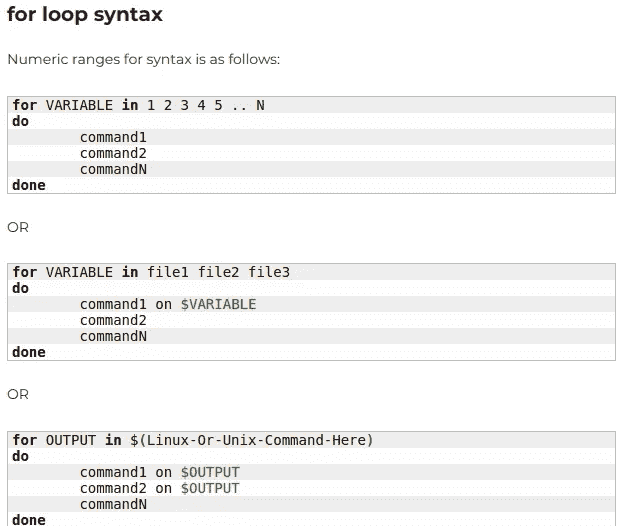 for loop syntax
Numeric ranges for syntax is as follows:
for VARIABLE in 1 2 3 4 5 .. N
do
command1
command2
commandN
done
OR
for VARIABLE in file1 file2 file3
do
command1 on $VARIABLE
command2
commandN
done
OR
for OUTPUT in $(Linux-Or-Unix-Command-Here)
do
command1 on $OUTPUT
command2 on $OUTPUT
commandN
done